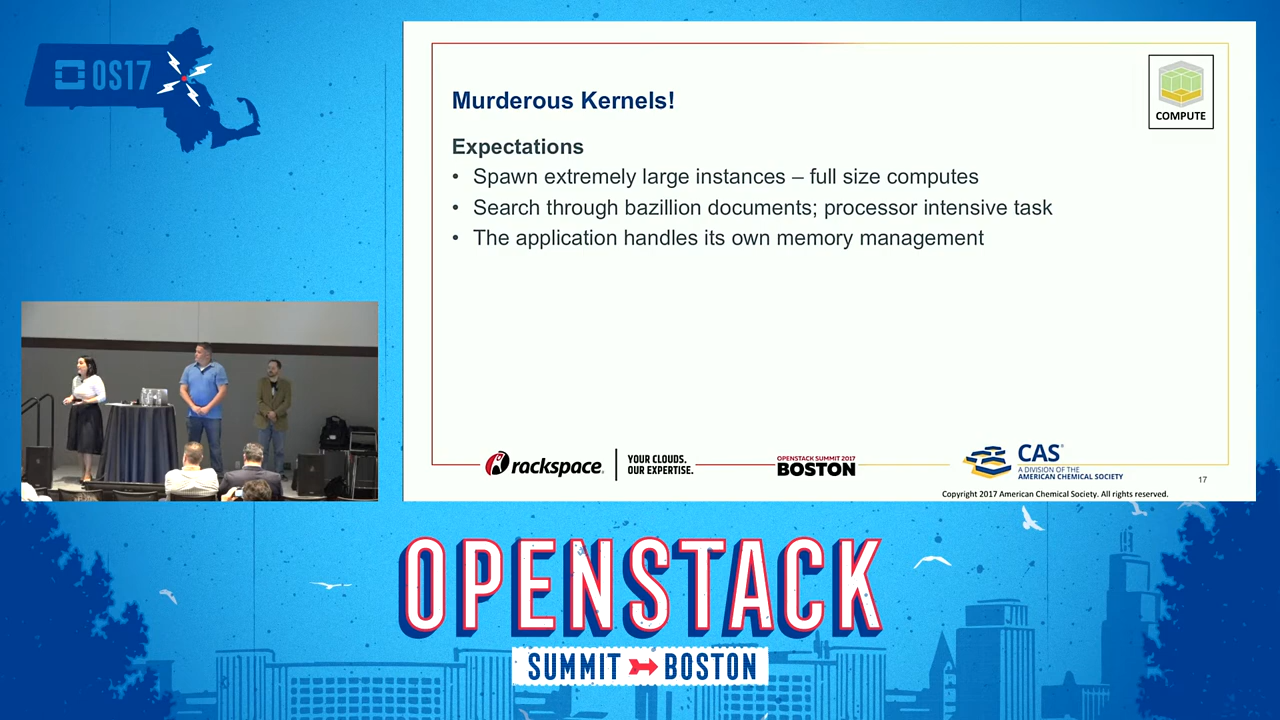 OS17
Murderous Kernels!
COMPUTE
Expectations
• Spawn extremely large instances – full size computes
• Search through bazillion documents; processor intensive task
• The application handles its own memory management
rackspace®
YOUR CLOUDS.
OUR EXPERTISE.
OPENSTACK SUMMIT 2017
BOSTON
CAS®
A DIVISION OF THE
AMERICAN CHEMICAL SOCIETY
17
Copyright 2017 American Chemical Society. All rights reserved.
OPENSTACK
SUMMIT BOSTON